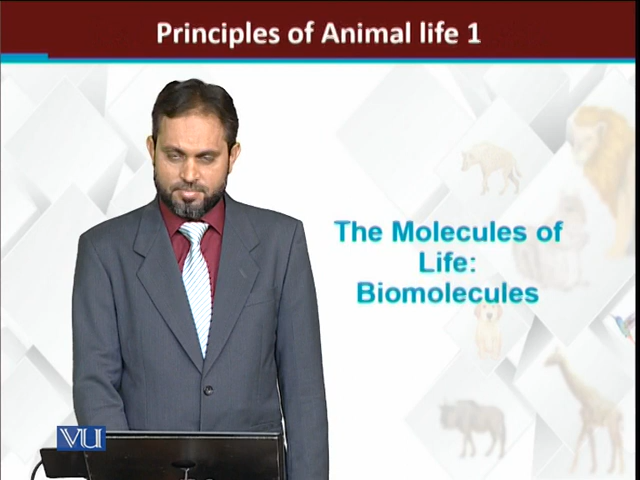 Principles of Animal life 1
The Molecules of
Life:
Biomolecules
VU